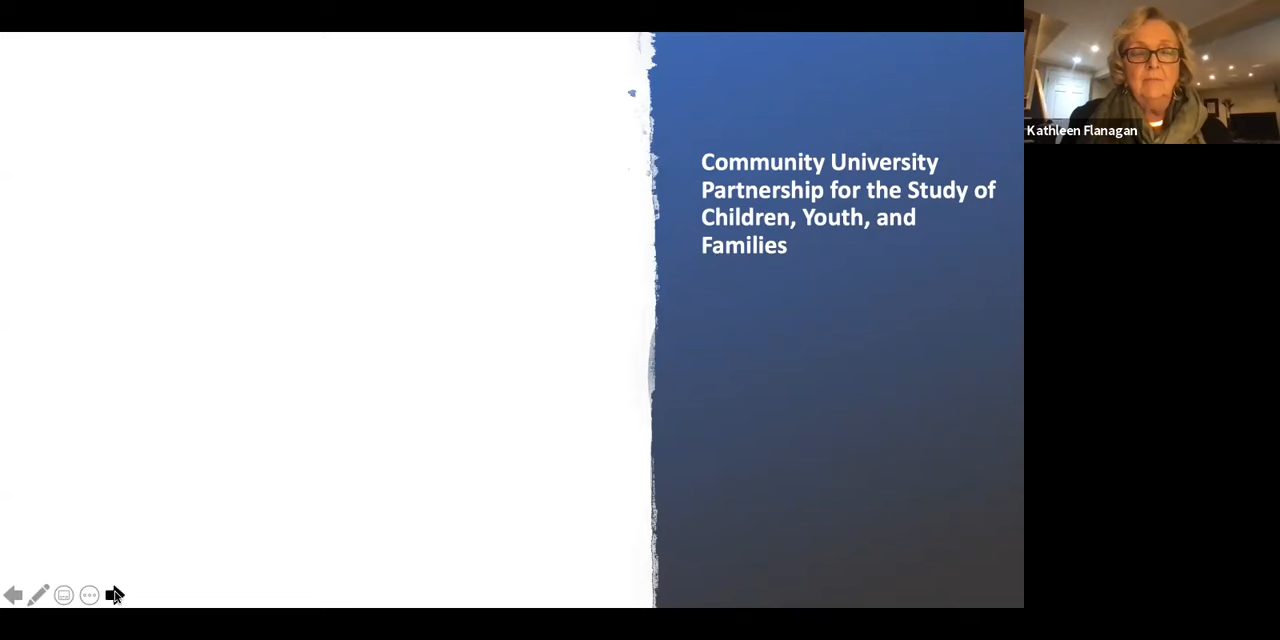 Community University
Partnership for the Study of
Children, Youth, and
Families
Kathleen Flanagan